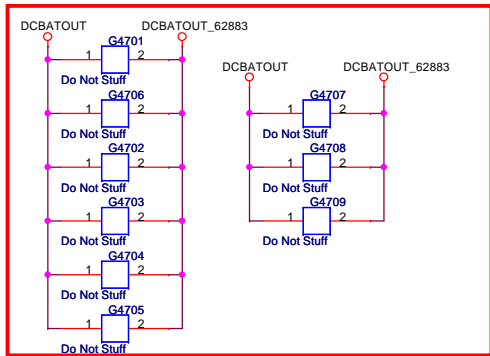 DCBATOUT
DCBATOUT_62883
G4701
1
2
Do Not Stuff
G4706
1
2
Do Not Stuff
G4702
1
2
Do Not Stuff
G4703
1
2
Do Not Stuff
G4704
1
2
Do Not Stuff
G4705
1
2
Do Not Stuff
DCBATOUT
DCBATOUT_62883
G4707
1
2
Do Not Stuff
G4708
1
2
Do Not Stuff
G4709
1
2
Do Not Stuff